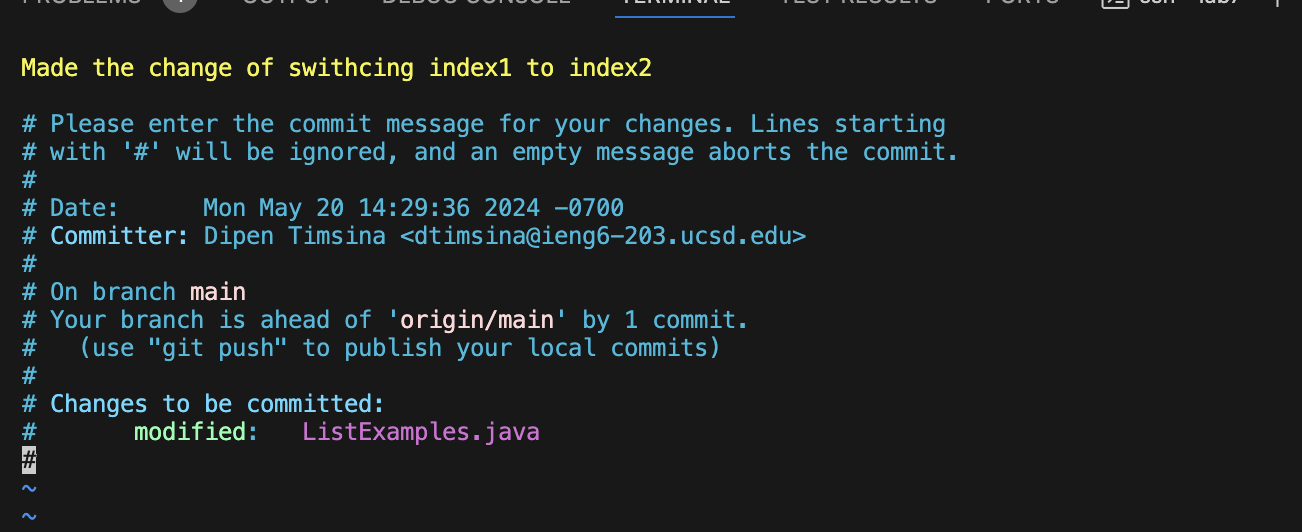 PROBLEMS OUTPUT DEBUG CONSOLE TERMINAL TEST RESULTS PORTS ssh - lab7
Made the change of swithcing index1 to index2
# Please enter the commit message for your changes. Lines starting
# with '#' will be ignored, and an empty message aborts the commit.
#
# Date:      Mon May 20 14:29:36 2024 -0700
# Committer: Dipen Timsina <dtimsina@ieng6-203.ucsd.edu>
#
# On branch main
# Your branch is ahead of 'origin/main' by 1 commit.
#   (use "git push" to publish your local commits)
#
# Changes to be committed:
#       modified:   ListExamples.java
#
~
~